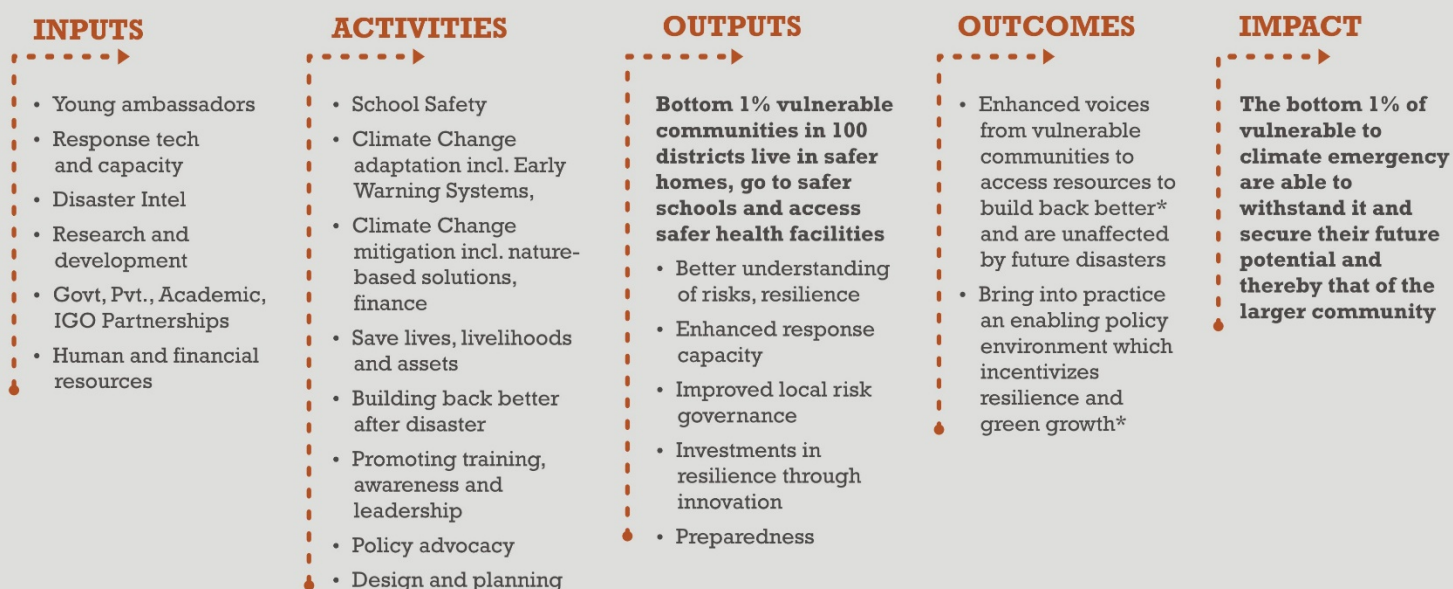 INPUTS
• Young ambassadors
• Response tech
and capacity
• Disaster Intel
• Research and
development
• Govt, Pvt., Academic,
IGO Partnerships
• Human and financial
resources
ACTIVITIES
• School Safety
• Climate Change
adaptation incl. Early
Warning Systems,
• Climate Change
mitigation incl. nature-
based solutions,
finance
• Save lives, livelihoods
and assets
• Building back better
after disaster
• Promoting training,
awareness and
leadership
• Policy advocacy
• Design and planning
OUTPUTS
Bottom 1% vulnerable
communities in 100
districts live in safer
homes, go to safer
schools and access
safer health facilities
• Better understanding
of risks, resilience
• Enhanced response
capacity
• Improved local risk
governance
• Investments in
resilience through
innovation
• Preparedness
OUTCOMES
• Enhanced voices
from vulnerable
communities to
access resources to
build back better*
and are unaffected
by future disasters
• Bring into practice
an enabling policy
environment which
incentivizes
resilience and
green growth*
IMPACT
The bottom 1% of
vulnerable to
climate emergency
are able to
withstand it and
secure their future
potential and
thereby that of the
larger community